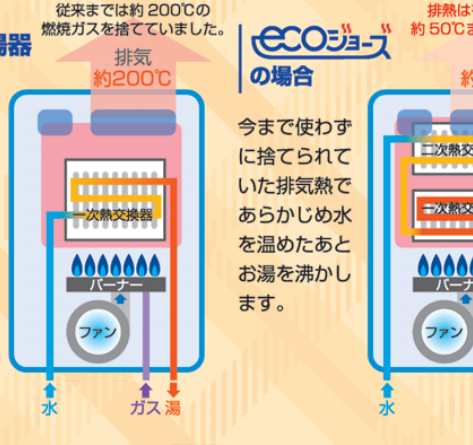 従来までは約200℃の
燃焼ガスを捨てていました。
湯器
排気
約200℃
一次熱交換器
バーナー
ファン
水
ガス
湯
ecoジョーズ
の場合
今まで使わず
に捨てられて
いた排気熱で
あらかじめ水
を温めたあと
お湯を沸かし
ます。
排熱は
約50℃ま
約
二次熱交
一次熱交
バーナ
ファン
水